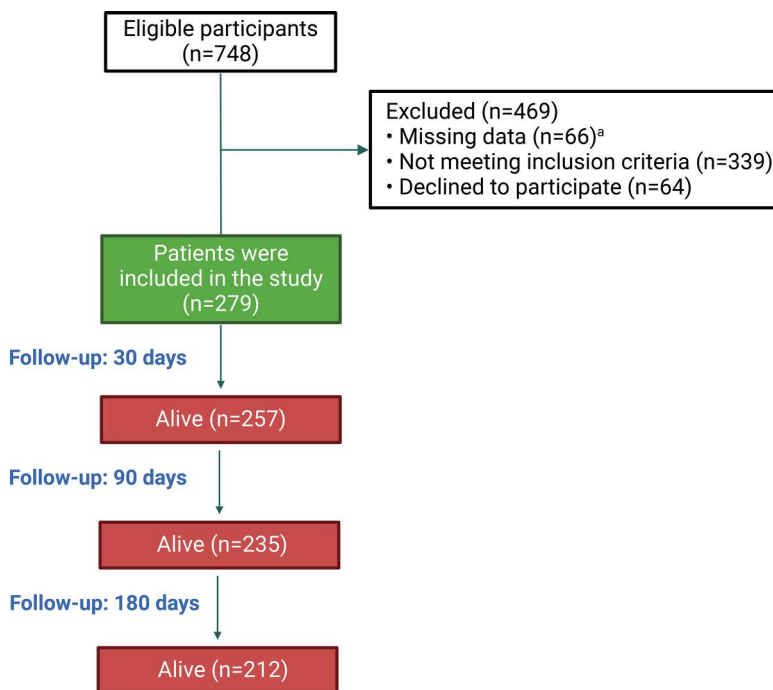 Eligible participants
(n=748)
Excluded (n=469)
• Missing data (n=66)ᵃ
• Not meeting inclusion criteria (n=339)
• Declined to participate (n=64)
Patients were
included in the study
(n=279)
Follow-up: 30 days
Alive (n=257)
Follow-up: 90 days
Alive (n=235)
Follow-up: 180 days
Alive (n=212)